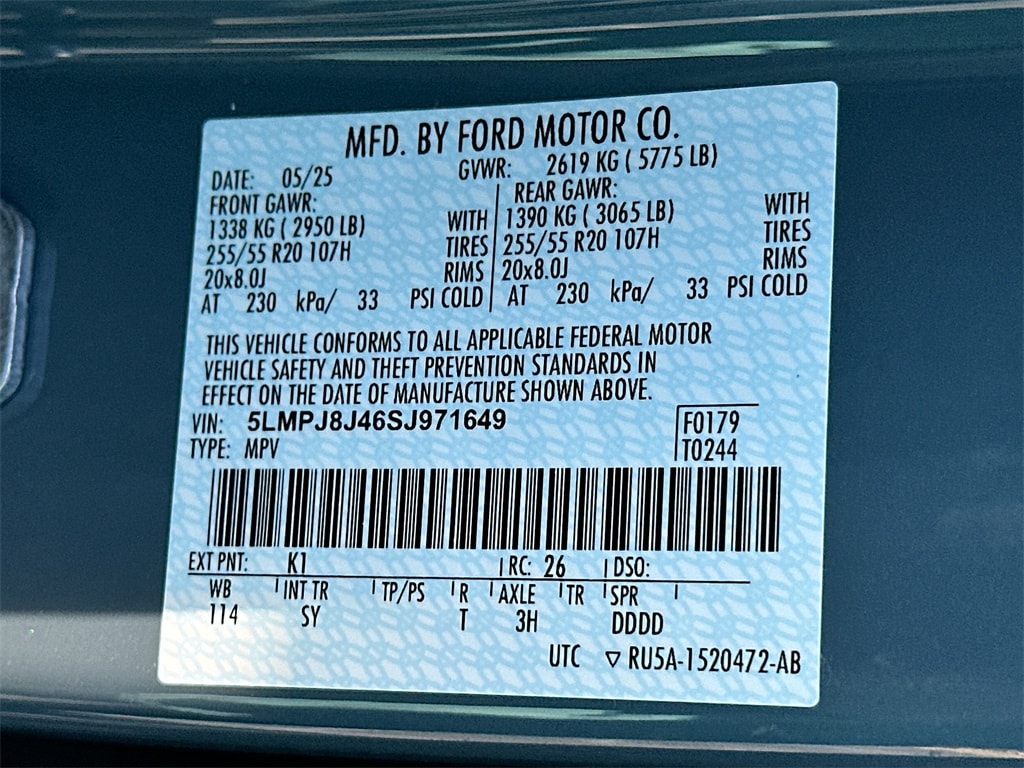 MFD. BY FORD MOTOR CO.
DATE: 05/25 GVWR: 2619 KG ( 5775 LB)
FRONT GAWR: REAR GAWR:
1338 KG ( 2950 LB) WITH 1390 KG ( 3065 LB) WITH
255/55 R20 107H TIRES 255/55 R20 107H TIRES
20x8.0J RIMS 20x8.0J RIMS
AT 230 kPa/ 33 PSI COLD AT 230 kPa/ 33 PSI COLD
THIS VEHICLE CONFORMS TO ALL APPLICABLE FEDERAL MOTOR
VEHICLE SAFETY AND THEFT PREVENTION STANDARDS IN
EFFECT ON THE DATE OF MANUFACTURE SHOWN ABOVE.
VIN: 5LMPJ8J46SJ971649 F0179
TYPE: MPV T0244
EXT PNT: K1 RC: 26 DSO:
WB INT TR TP/PS R AXLE TR SPR
114 SY T 3H DDDD
UTC ▽ RU5A-1520472-AB